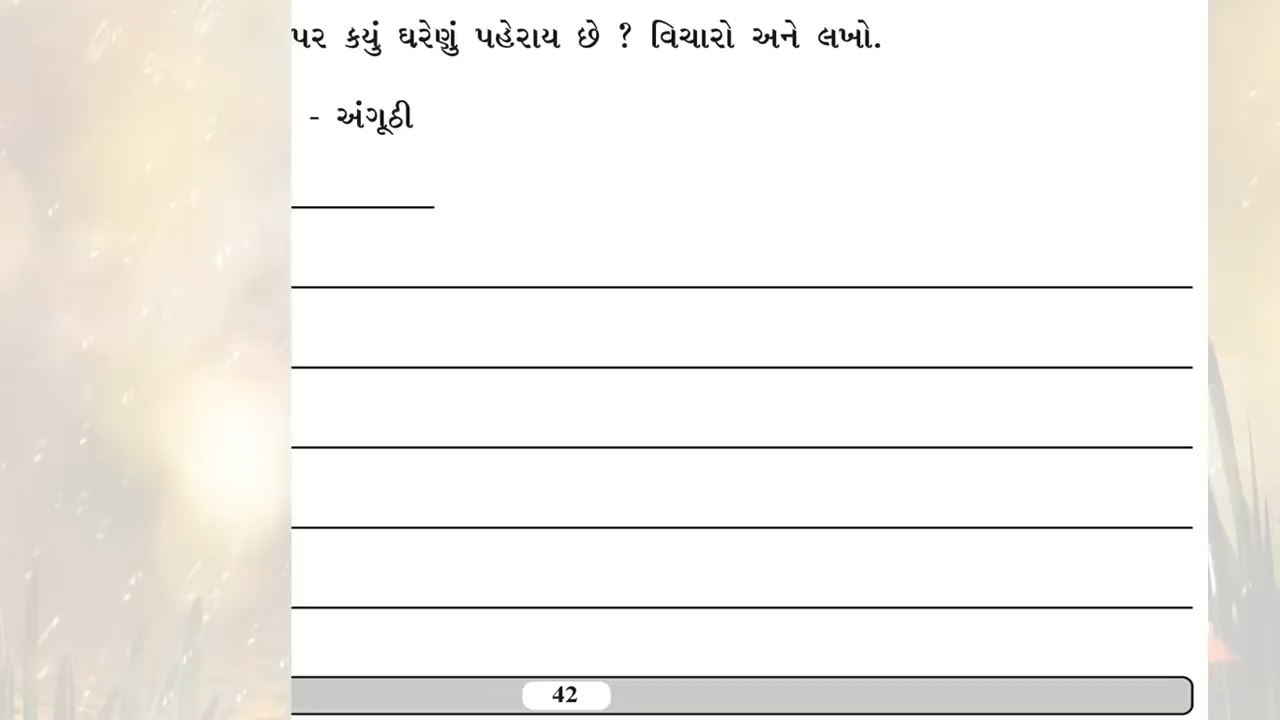 પર કયું ઘરેણું પહેરાય છે ? વિચારો અને લખો.
- અંગૂઠી
42